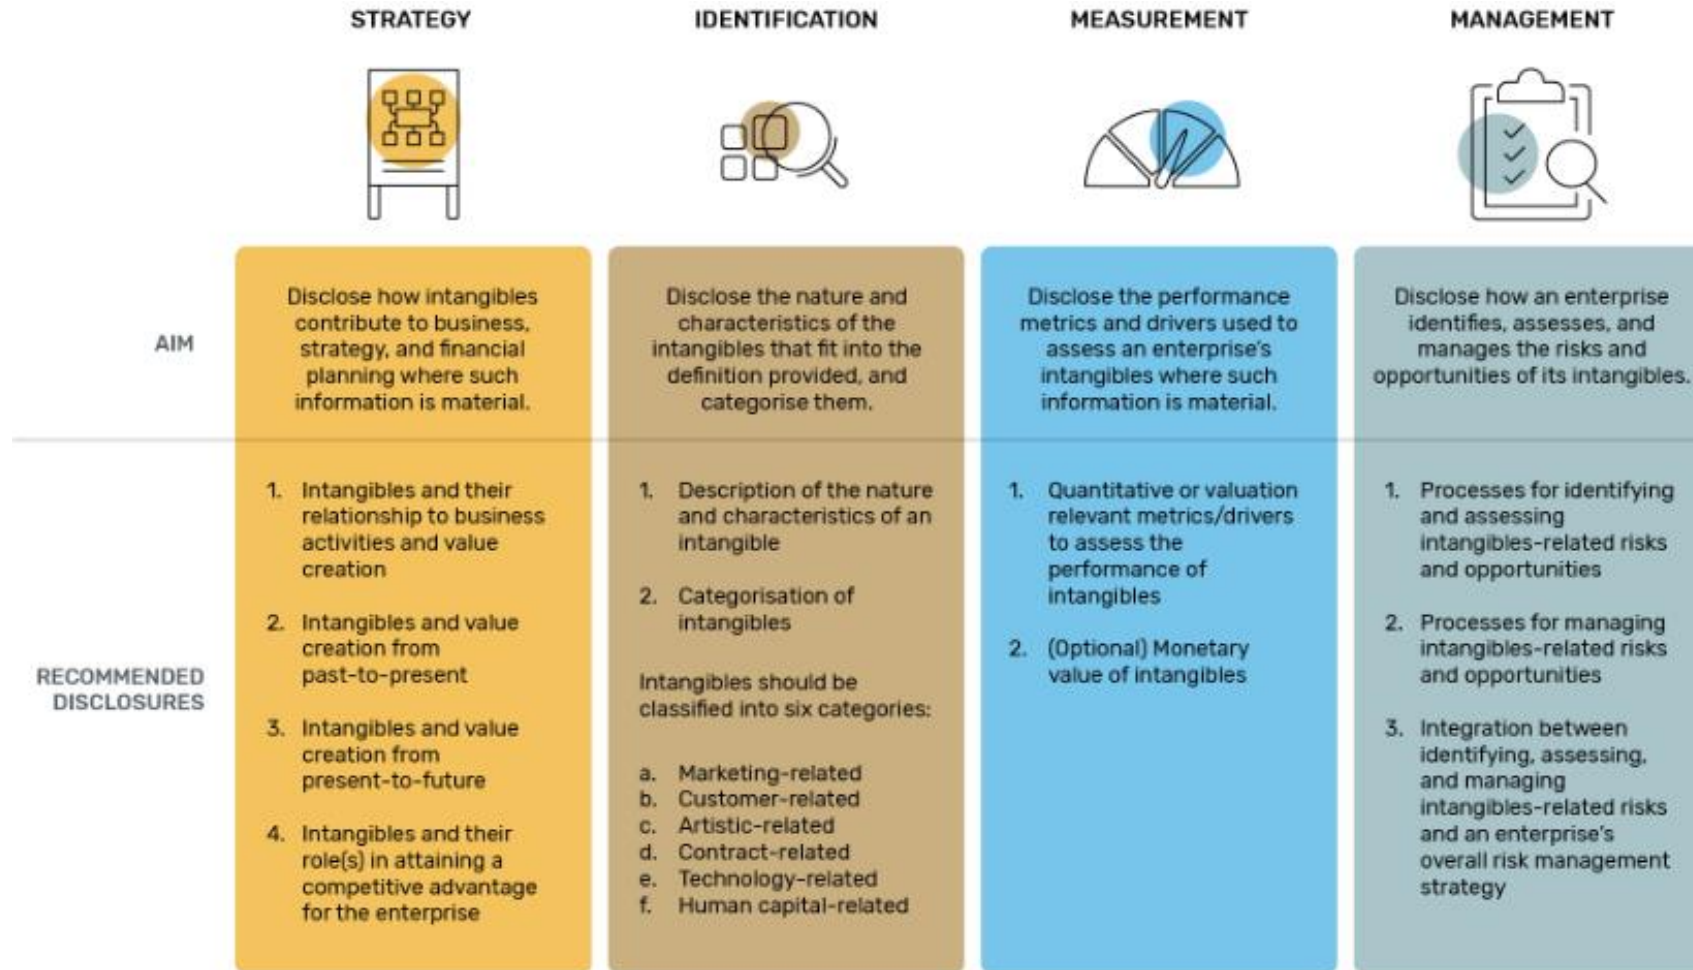 STRATEGY
IDENTIFICATION
MEASUREMENT
MANAGEMENT
AIM
Disclose how intangibles
contribute to business,
strategy, and financial
planning where such
information is material.
Disclose the nature and
characteristics of the
intangibles that fit into the
definition provided, and
categorise them.
Disclose the performance
metrics and drivers used to
assess an enterprise's
intangibles where such
information is material.
Disclose how an enterprise
identifies, assesses, and
manages the risks and
opportunities of its intangibles.
RECOMMENDED
DISCLOSURES
1. Intangibles and their
relationship to business
activities and value
creation
2. Intangibles and value
creation from
past-to-present
3. Intangibles and value
creation from
present-to-future
4. Intangibles and their
role(s) in attaining a
competitive advantage
for the enterprise
1. Description of the nature
and characteristics of an
intangible
2. Categorisation of
intangibles
Intangibles should be
classified into six categories:
a. Marketing-related
b. Customer-related
c. Artistic-related
d. Contract-related
e. Technology-related
f. Human capital-related
1. Quantitative or valuation
relevant metrics/drivers
to assess the
performance of
intangibles
2. (Optional) Monetary
value of intangibles
1. Processes for identifying
and assessing
intangibles-related risks
and opportunities
2. Processes for managing
intangibles-related risks
and opportunities
3. Integration between
identifying, assessing,
and managing
intangibles-related risks
and an enterprise's
overall risk management
strategy